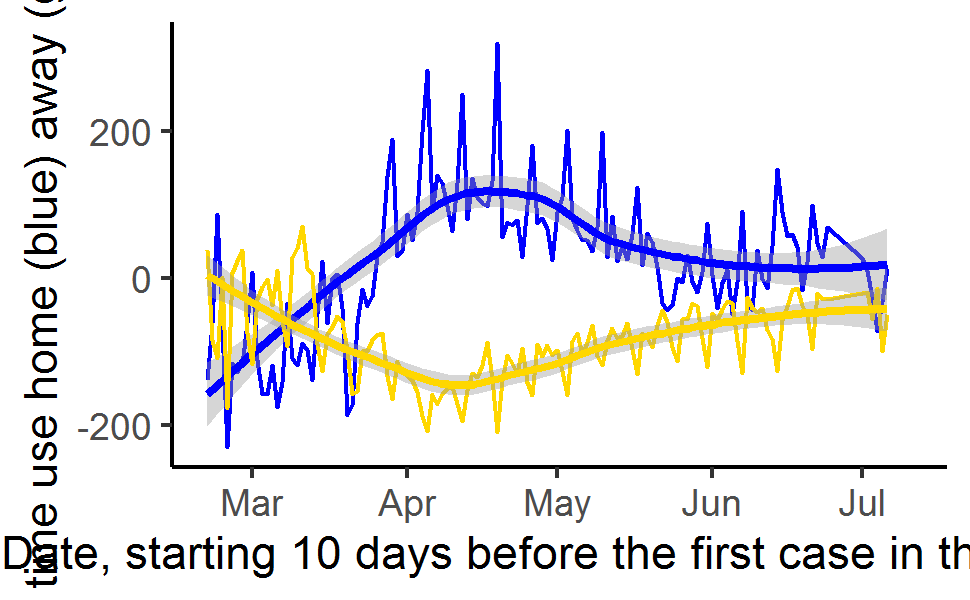 time use home (blue) away (
200
0
-200
Mar Apr May Jun Jul
Date, starting 10 days before the first case in th